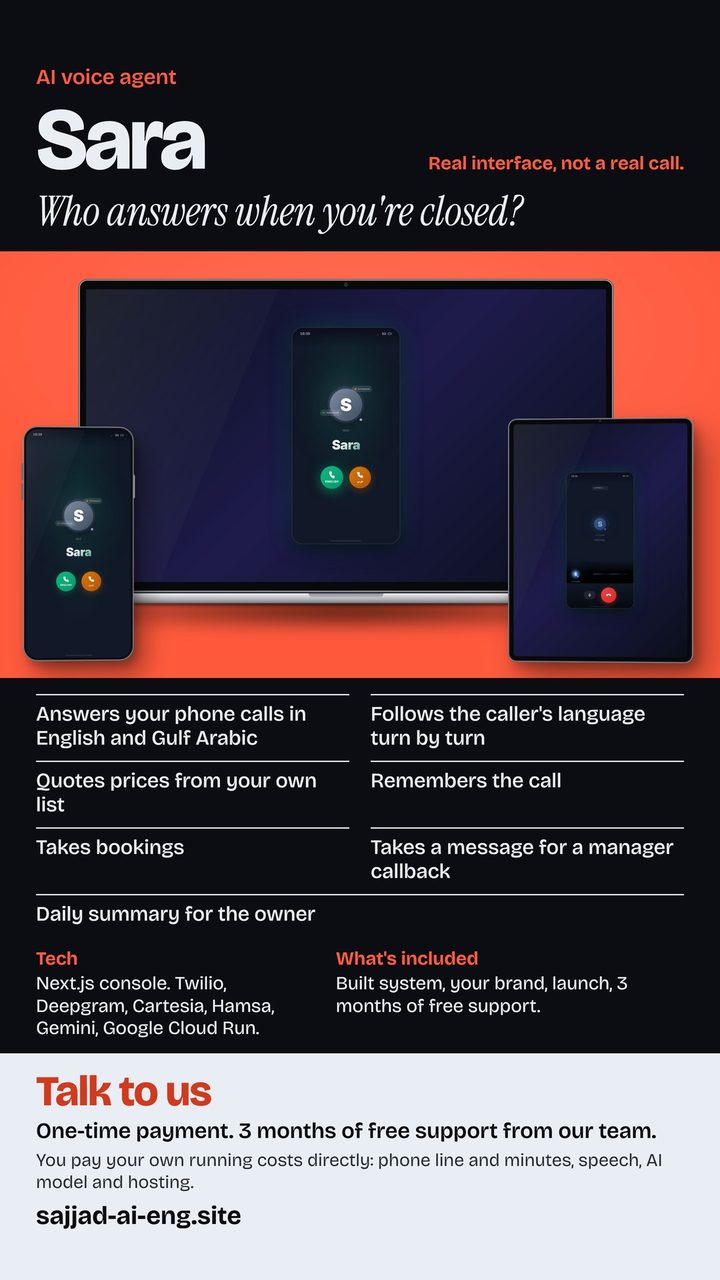 AI voice agent
Sara
Real interface, not a real call.
Who answers when you're closed?
S
Sara
S
Sara
S
Answers your phone calls in
English and Gulf Arabic
Follows the caller's language
turn by turn
Quotes prices from your own
list
Remembers the call
Takes bookings
Takes a message for a manager
callback
Daily summary for the owner
Tech
Next.js console. Twilio,
Deepgram, Cartesia, Hamsa,
Gemini, Google Cloud Run.
What's included
Built system, your brand, launch, 3
months of free support.
Talk to us
One-time payment. 3 months of free support from our team.
You pay your own running costs directly: phone line and minutes, speech, AI
model and hosting.
sajjad-ai-eng.site